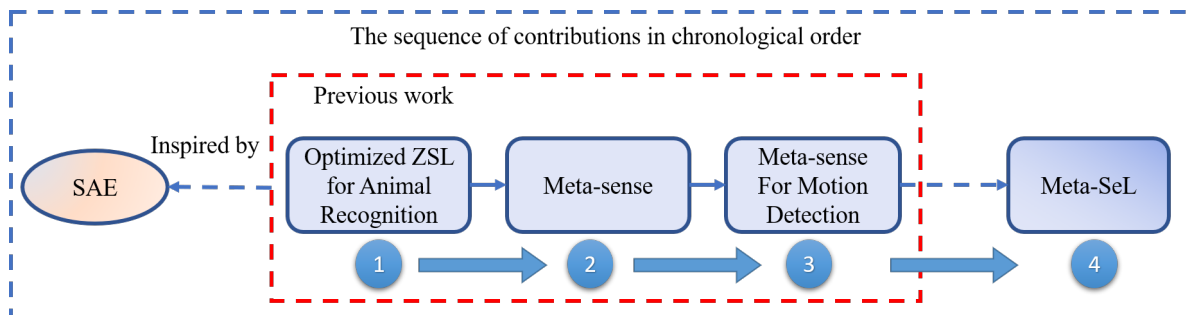 The sequence of contributions in chronological order
Previous work
Inspired by
SAE
Optimized ZSL
for Animal
Recognition
Meta-sense
Meta-sense
For Motion
Detection
Meta-SeL
1
2
3
4